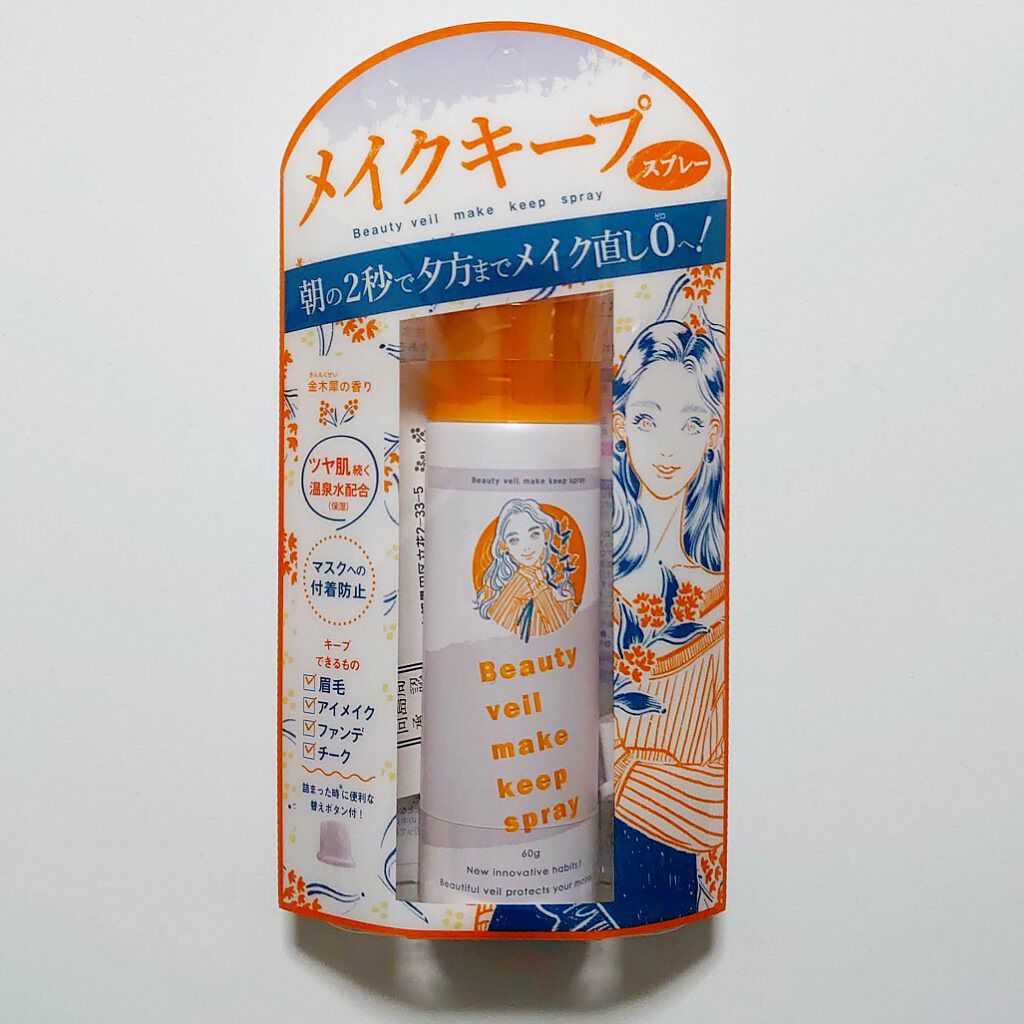 メイクキープ
スプレー
Beauty veil make keep spray
ゼロ
朝の2秒で夕方までメイク直し0へ!
きんもくせい
金木犀の香り
ツヤ肌続く
温泉水配合
(保湿)
マスクへの
付着防止
キープ
できるもの
眉毛
アイメイク
ファンデ
チーク
詰まった時に便利な
替えボタン付!
Beauty veil make keep spray
Beauty
veil
make
keep
spray
60g
New innovative habits!
Beautiful veil protects your